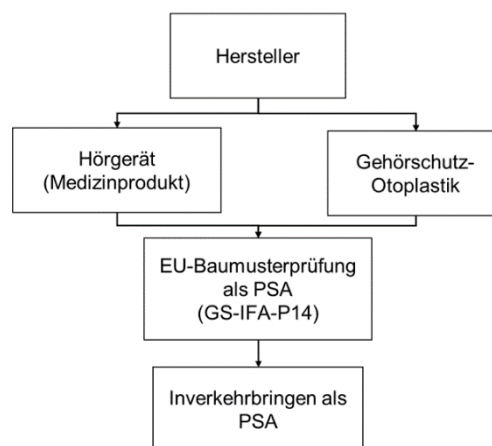 Hersteller
Hörgerät
(Medizinprodukt)
Gehörschutz-
Otoplastik
EU-Baumusterprüfung
als PSA
(GS-IFA-P14)
Inverkehrbringen als
PSA